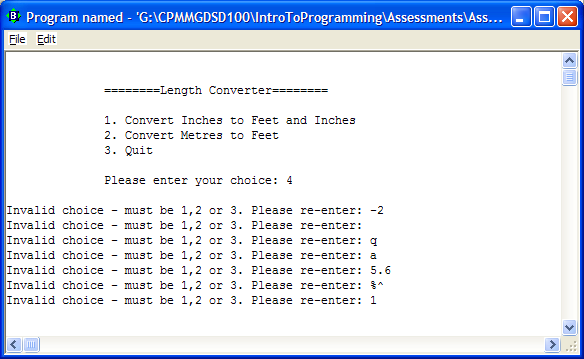 Program named - 'G:\CPMMGDSD100\IntroToProgramming\Assessments\Ass...
File Edit
========Length Converter========
1. Convert Inches to Feet and Inches
2. Convert Metres to Feet
3. Quit
Please enter your choice: 4
Invalid choice - must be 1,2 or 3. Please re-enter: -2
Invalid choice - must be 1,2 or 3. Please re-enter:
Invalid choice - must be 1,2 or 3. Please re-enter: q
Invalid choice - must be 1,2 or 3. Please re-enter: a
Invalid choice - must be 1,2 or 3. Please re-enter: 5.6
Invalid choice - must be 1,2 or 3. Please re-enter: %^
Invalid choice - must be 1,2 or 3. Please re-enter: 1